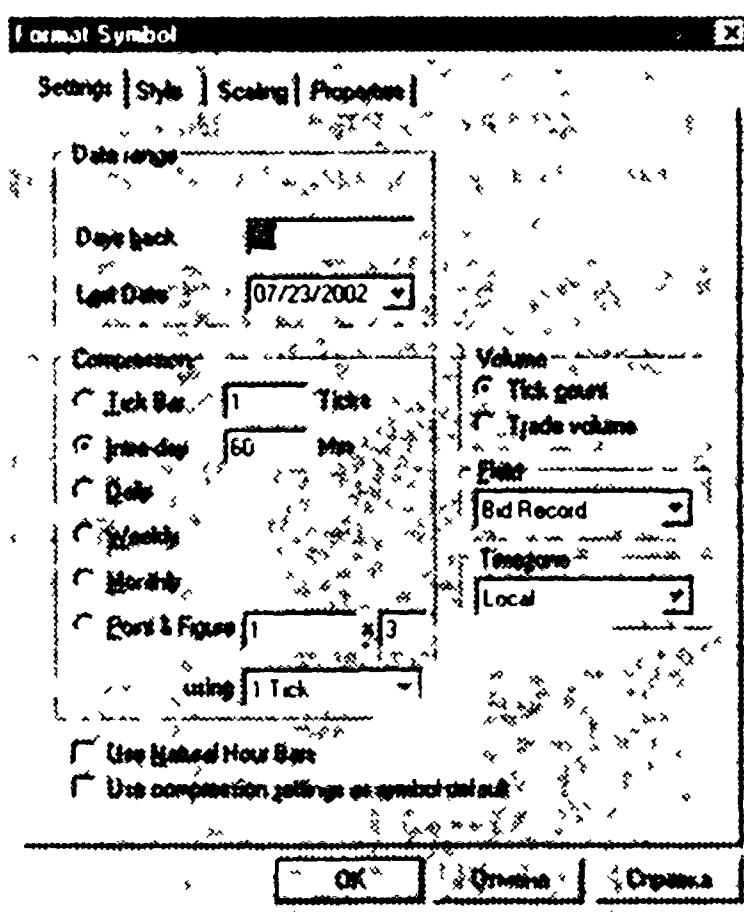 Format Symbol
Settings Style Scaling Properties
Date range
Days back
Last Date 07/23/2002
Compression
Tick Bar 1 Ticks
Intra-day 60 Min
Daily
Weekly
Monthly
Point & Figure 1 x 3
using 1 Tick
Volume
Tick count
Trade volume
Field
Bid Record
Timezone
Local
Use Natural Hour Bars
Use compression settings as symbol default
OK Отмена Справка